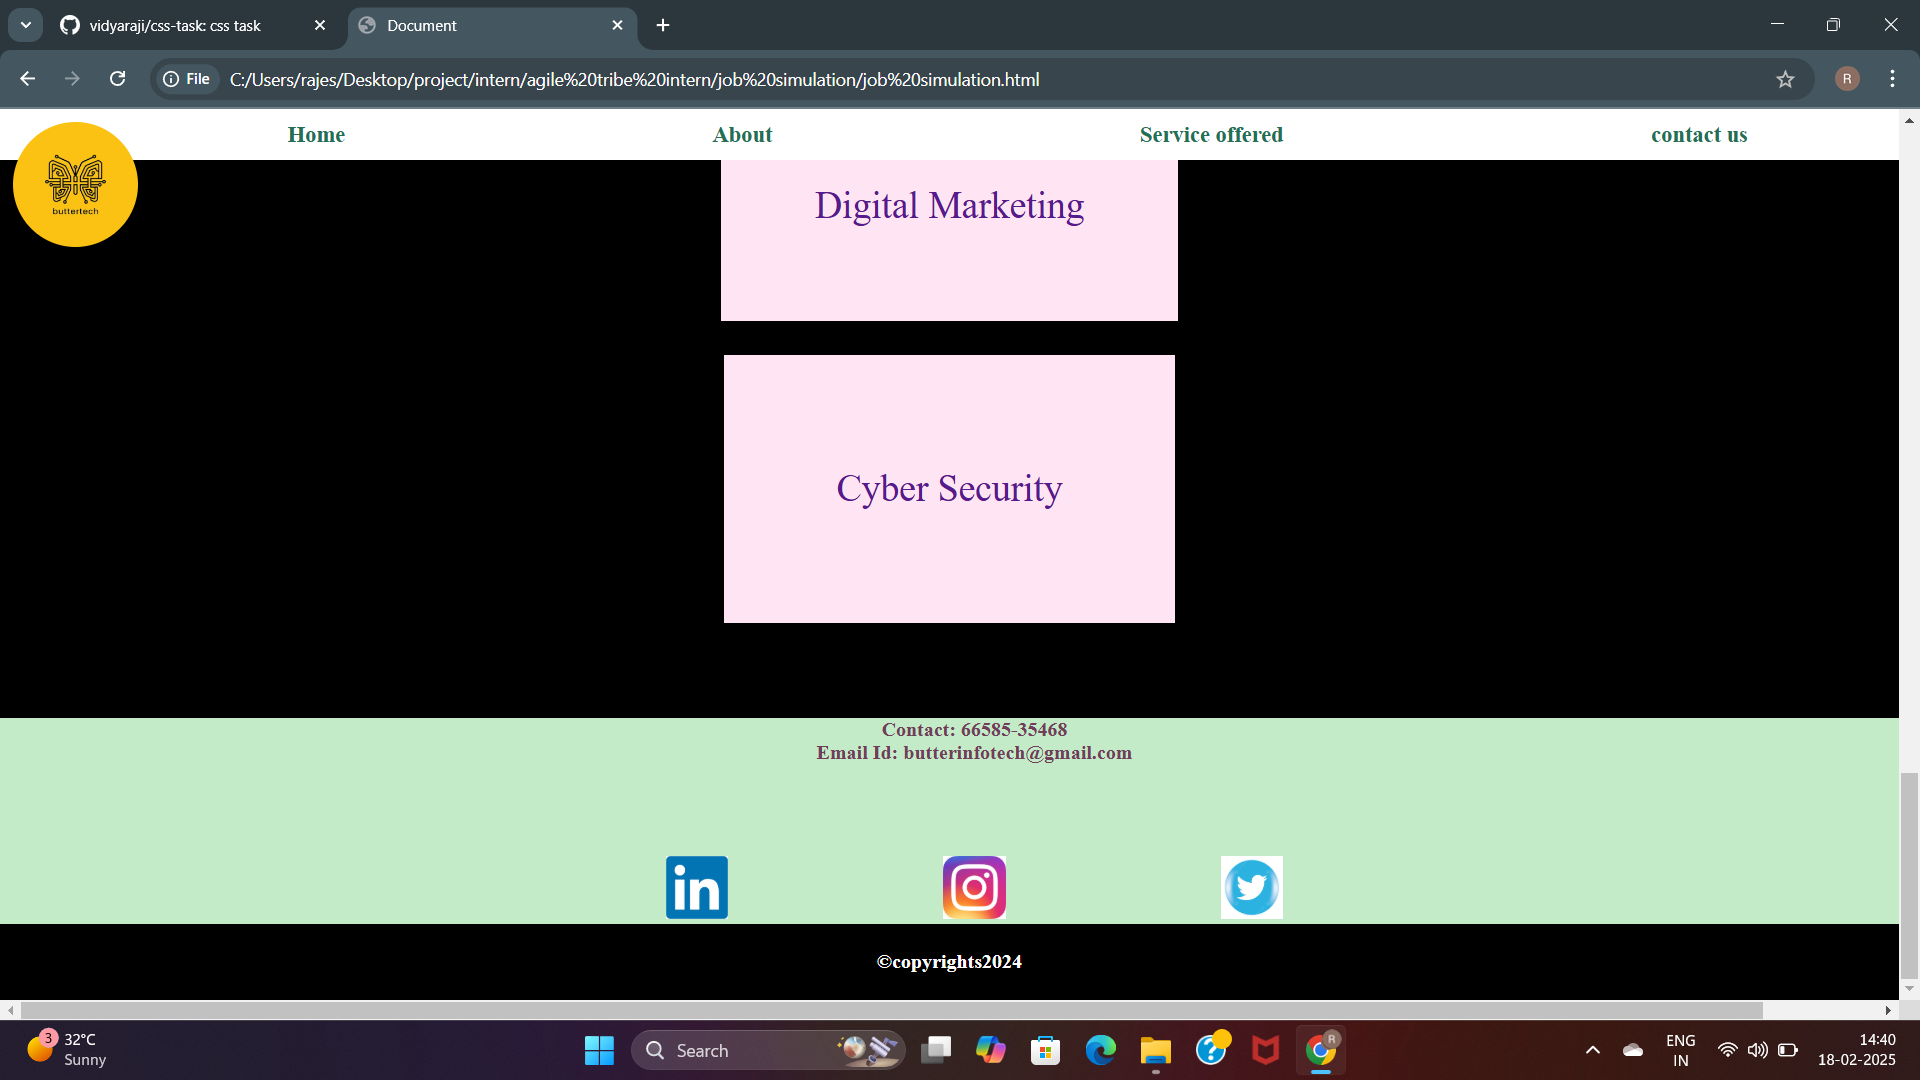 vidyaraji/css-task: css task
Document
File
C:/Users/rajes/Desktop/project/intern/agile%20tribe%20intern/job%20simulation/job%20simulation.html
R
Home About Service offered contact us
buttertech
Digital Marketing
Cyber Security
Contact: 66585-35468
Email Id: butterinfotech@gmail.com
in
©copyrights2024
3
32°C
Sunny
Search
R
ENG
IN
14:40
18-02-2025